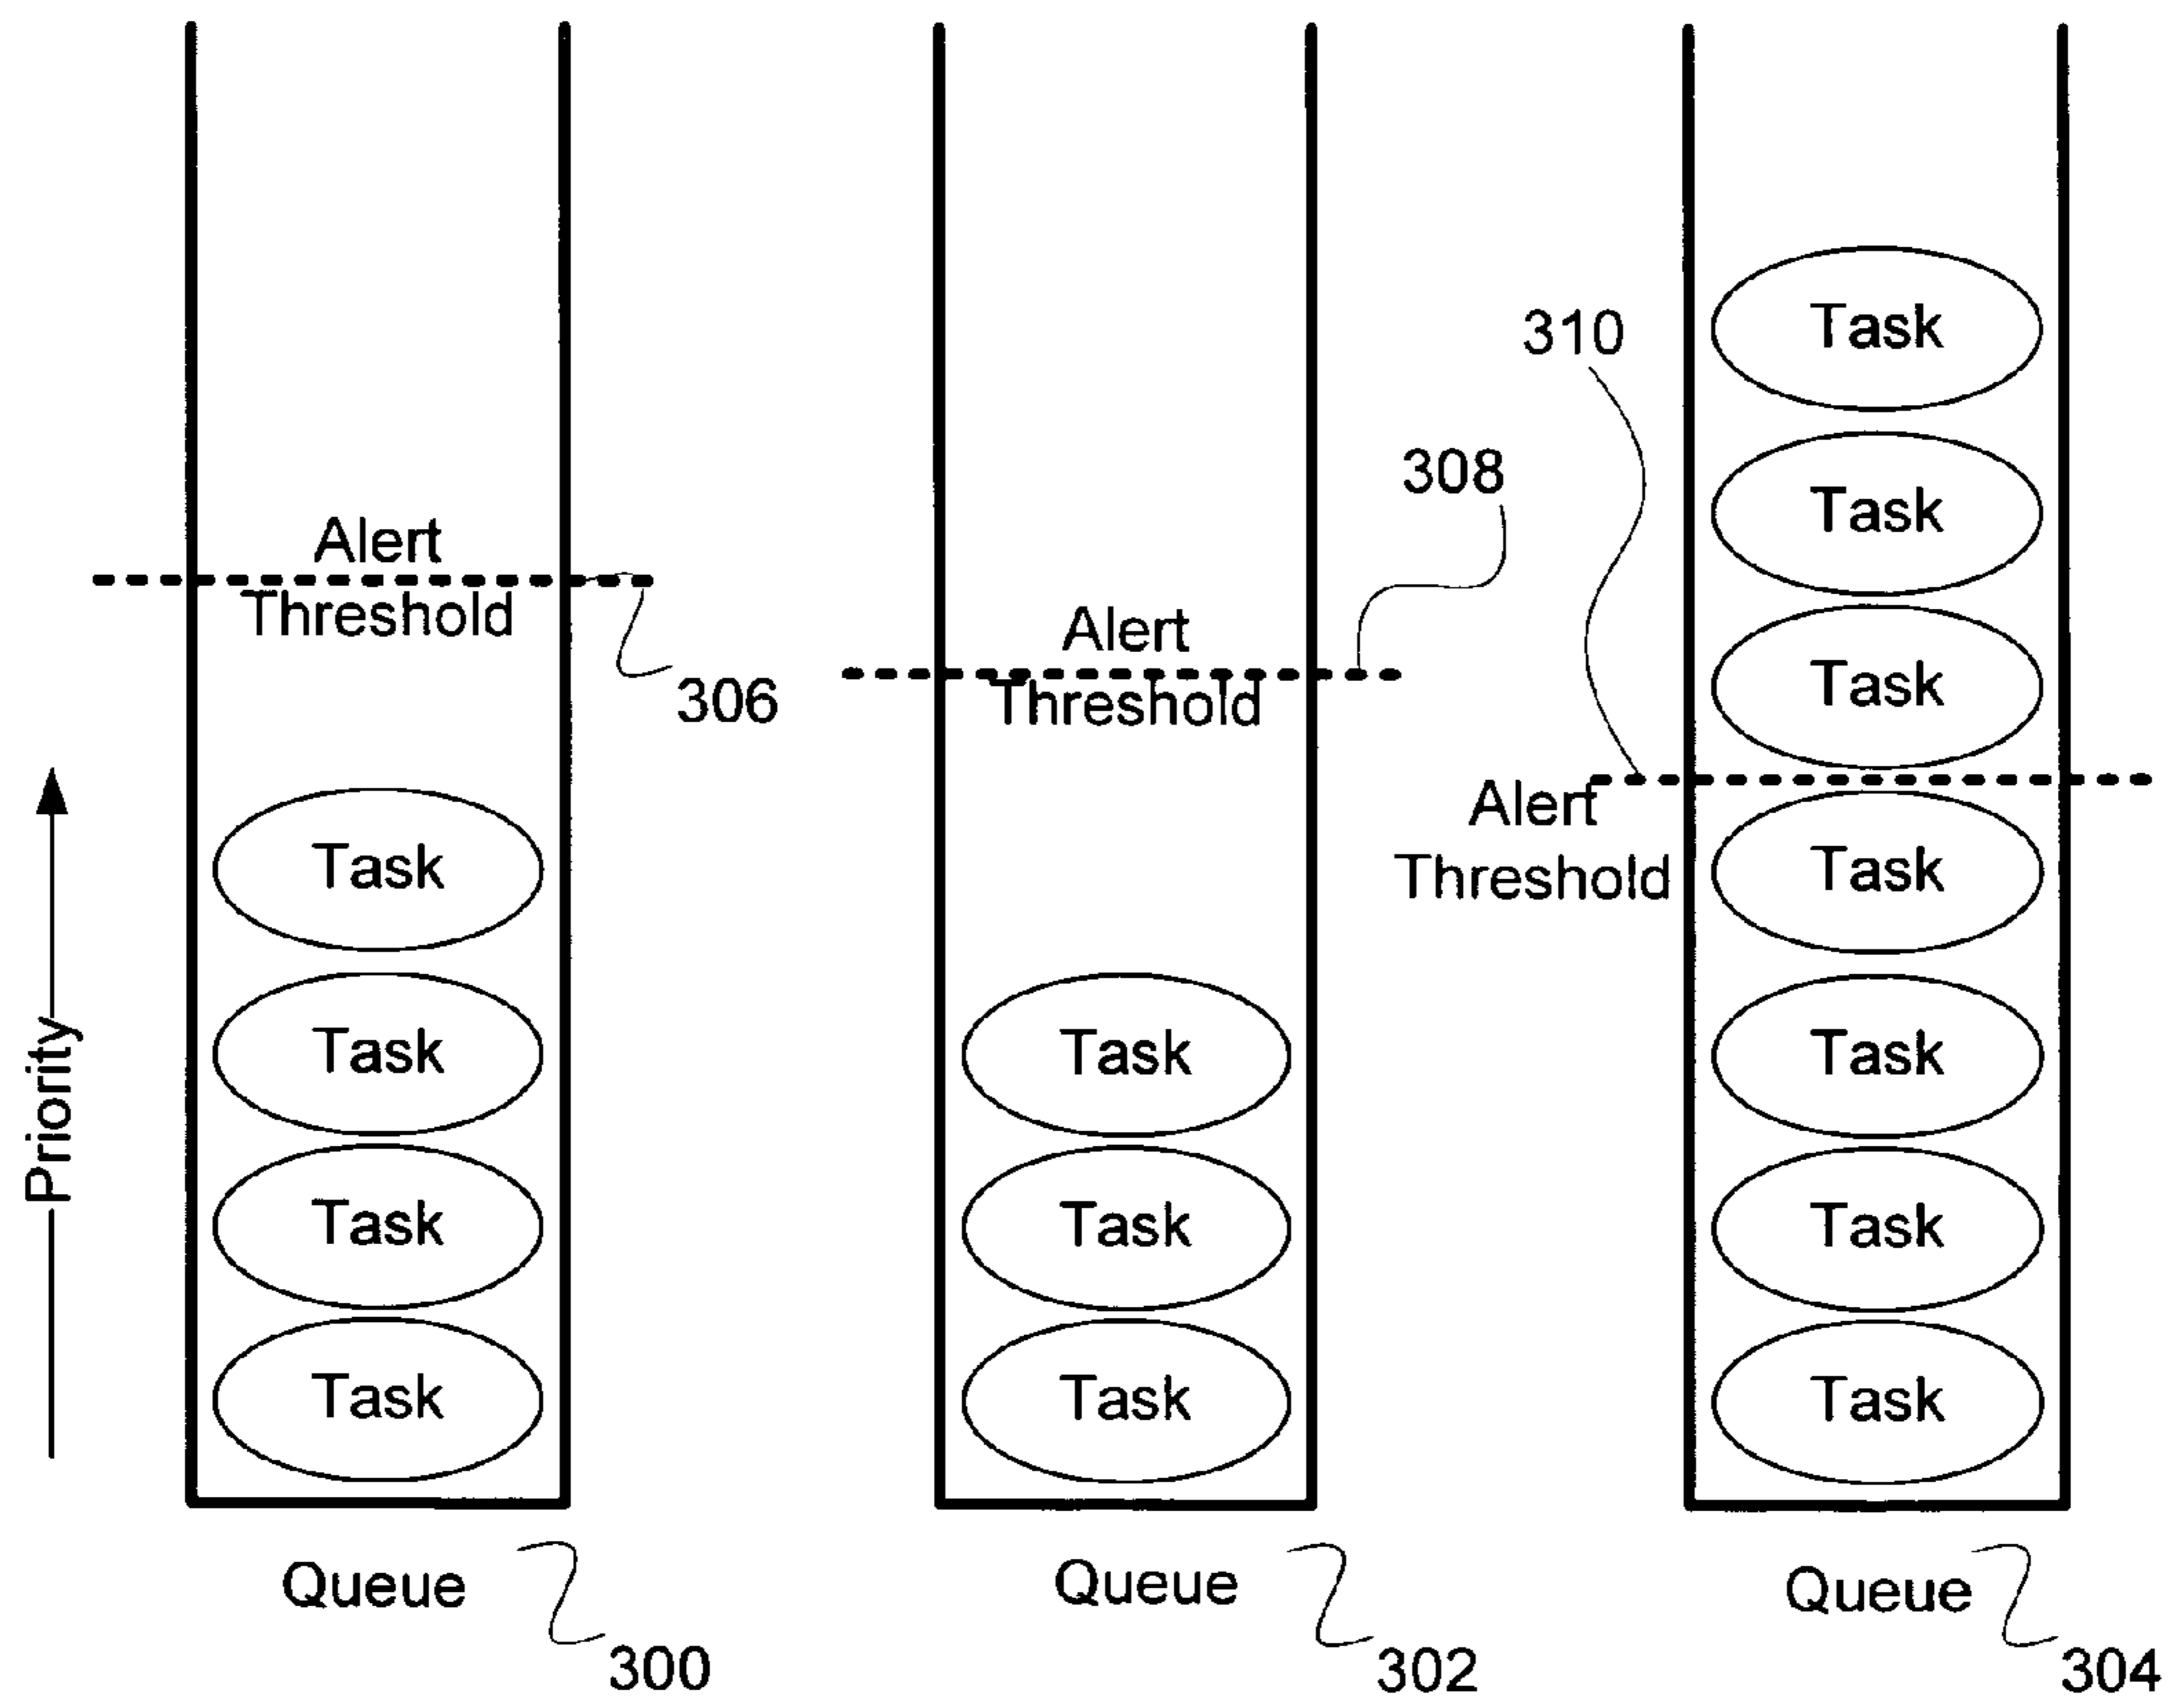 Alert
Threshold
306
Priority
Task
Task
Task
Task
Queue
300
308
Alert
Threshold
Task
Task
Task
Queue
302
310
Alert
Threshold
Task
Task
Task
Task
Task
Task
Task
Queue
304